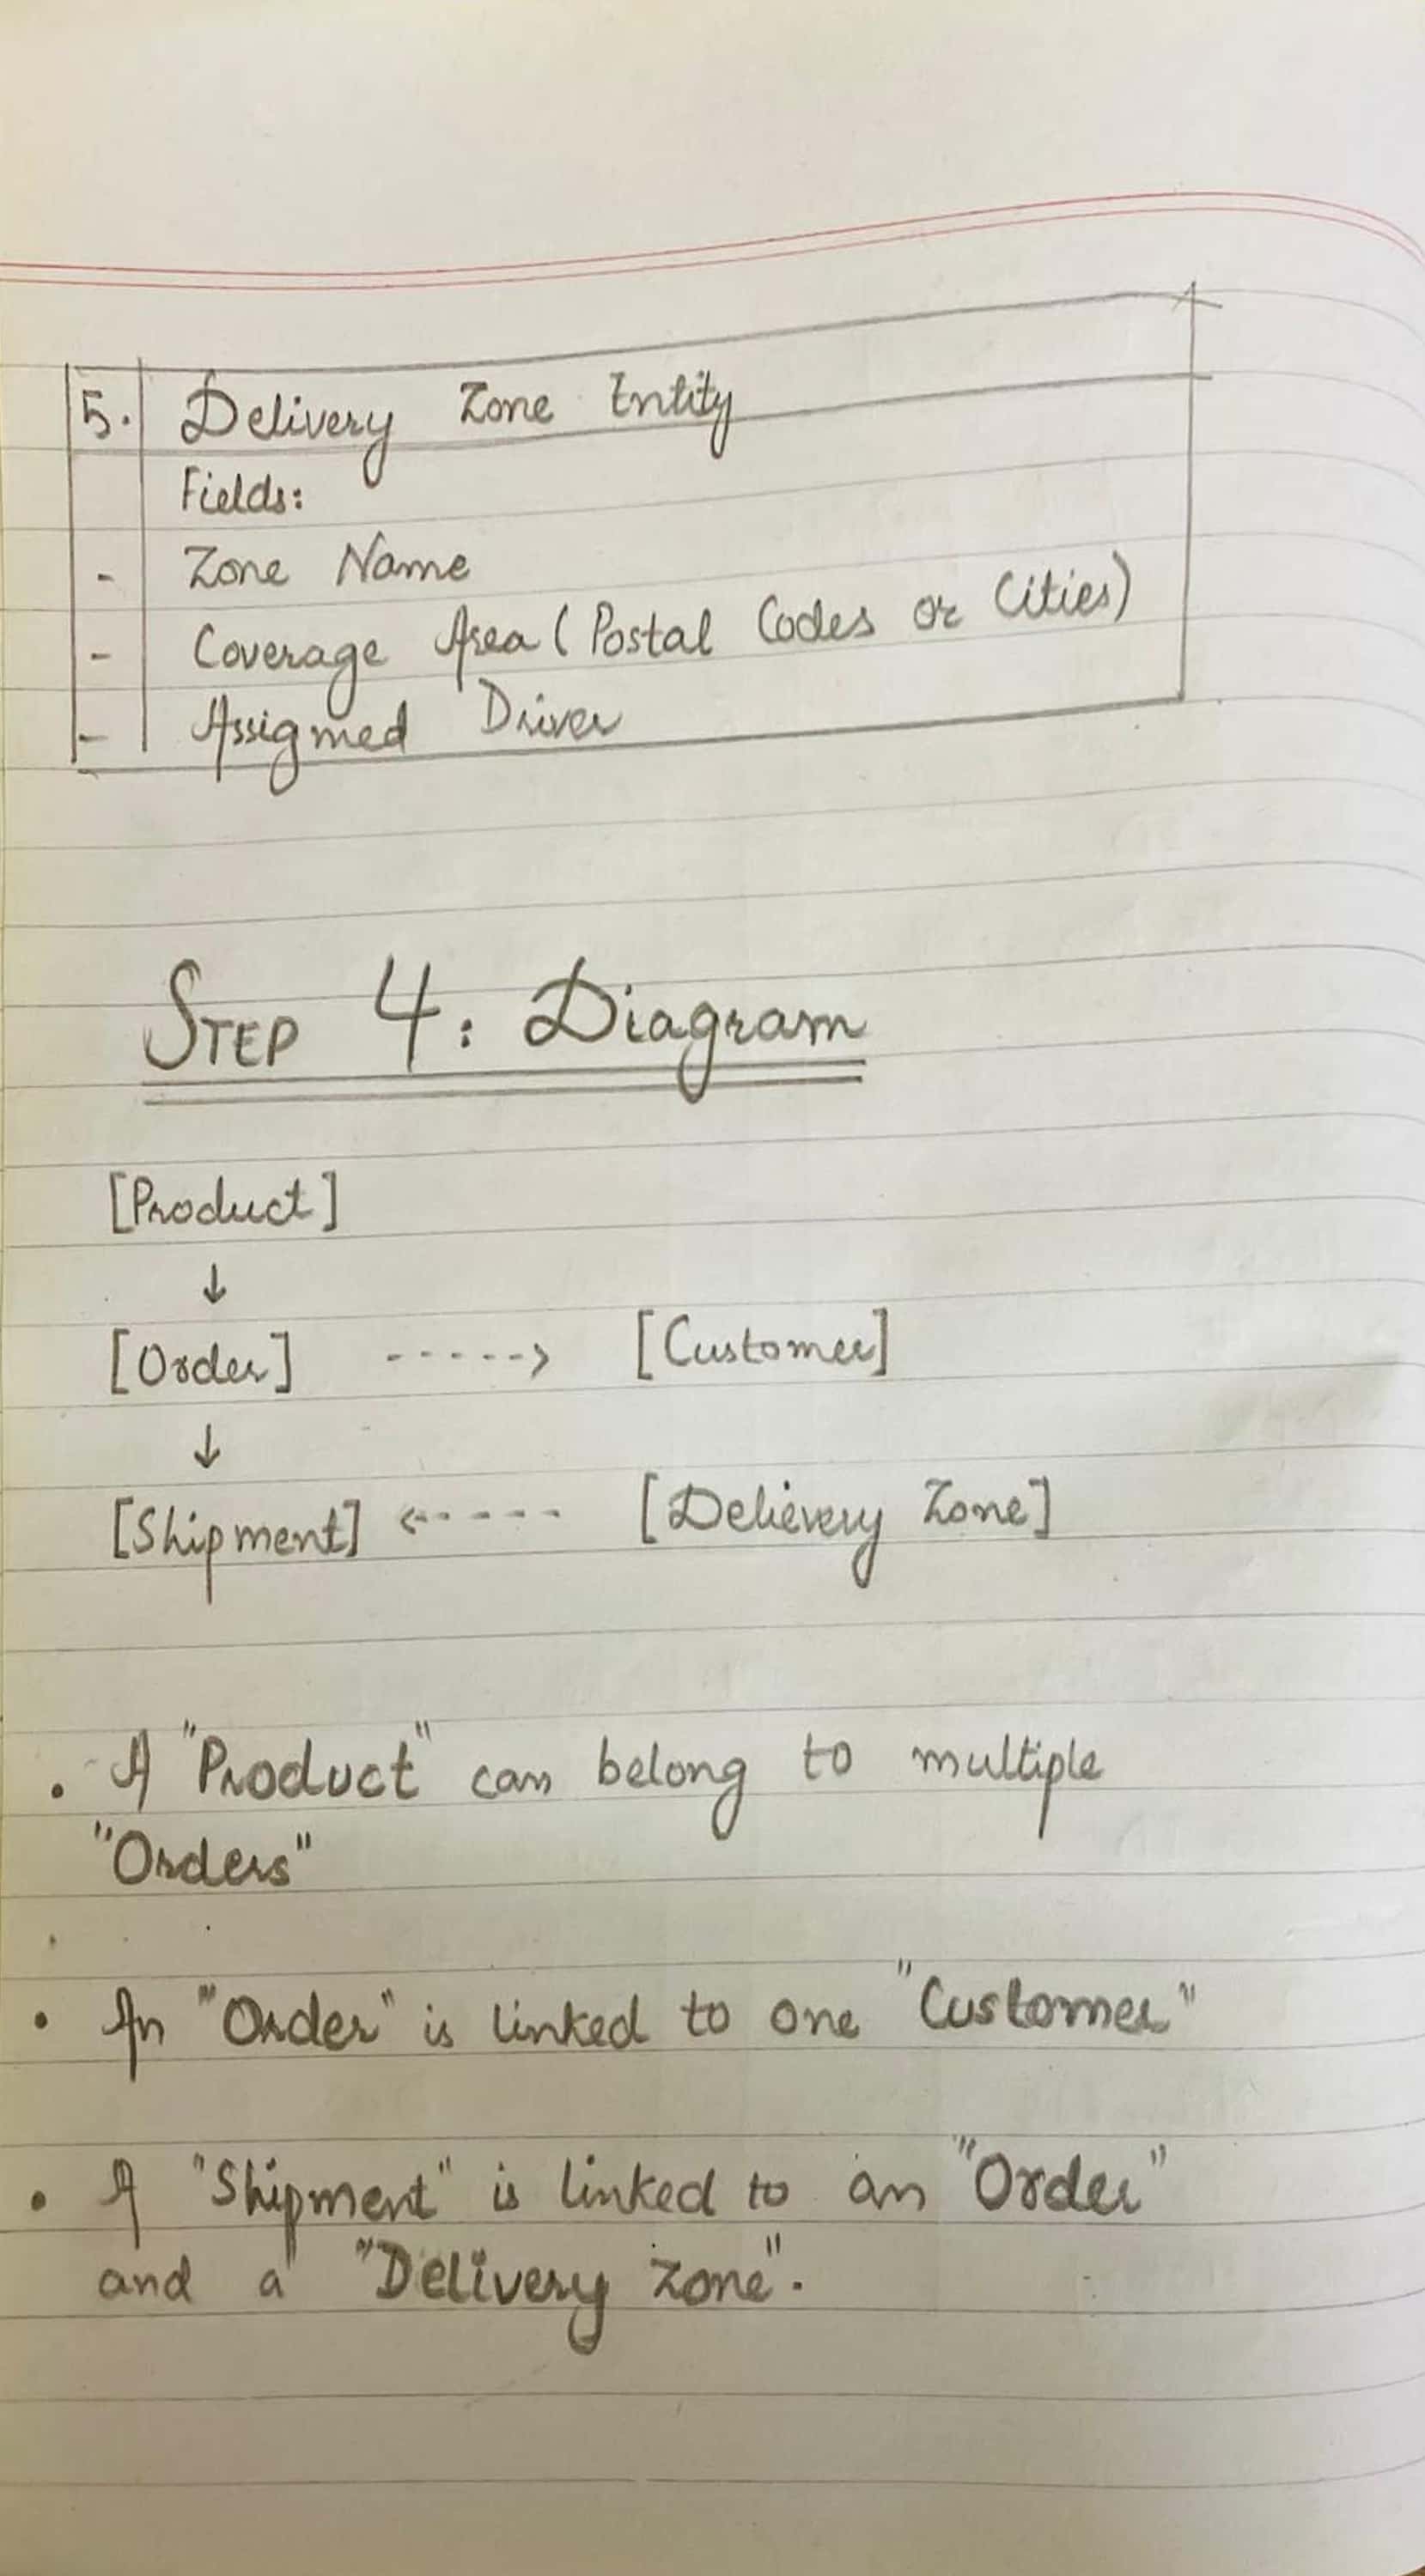 5. Delivery Zone Entity
Fields:
- Zone Name
- Coverage Area (Postal Codes or Cities)
- Assigmed Driver
STEP 4: Diagram
[Product]
↓
[Order] -----> [Customer]
↓
[Shipment] <----- [Delievery Zone]
• A "Product" can belong to multiple
"Orders"
• An "Order" is linked to one "Customer"
• A "Shipment" is linked to an "Order"
and a "Delivery Zone".